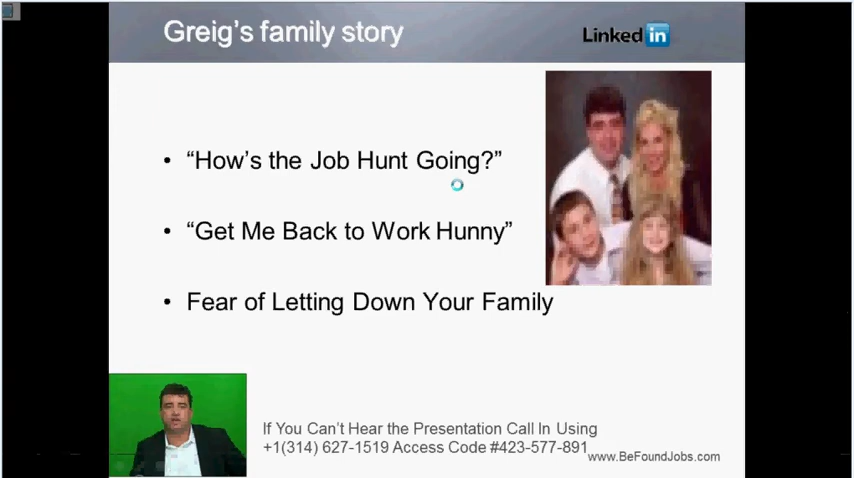 Greig's family story
Linked in
• "How's the Job Hunt Going?"
• "Get Me Back to Work Hunny"
• Fear of Letting Down Your Family
If You Can't Hear the Presentation Call In Using
+1(314) 627-1519 Access Code #423-577-891
www.BeFoundJobs.com